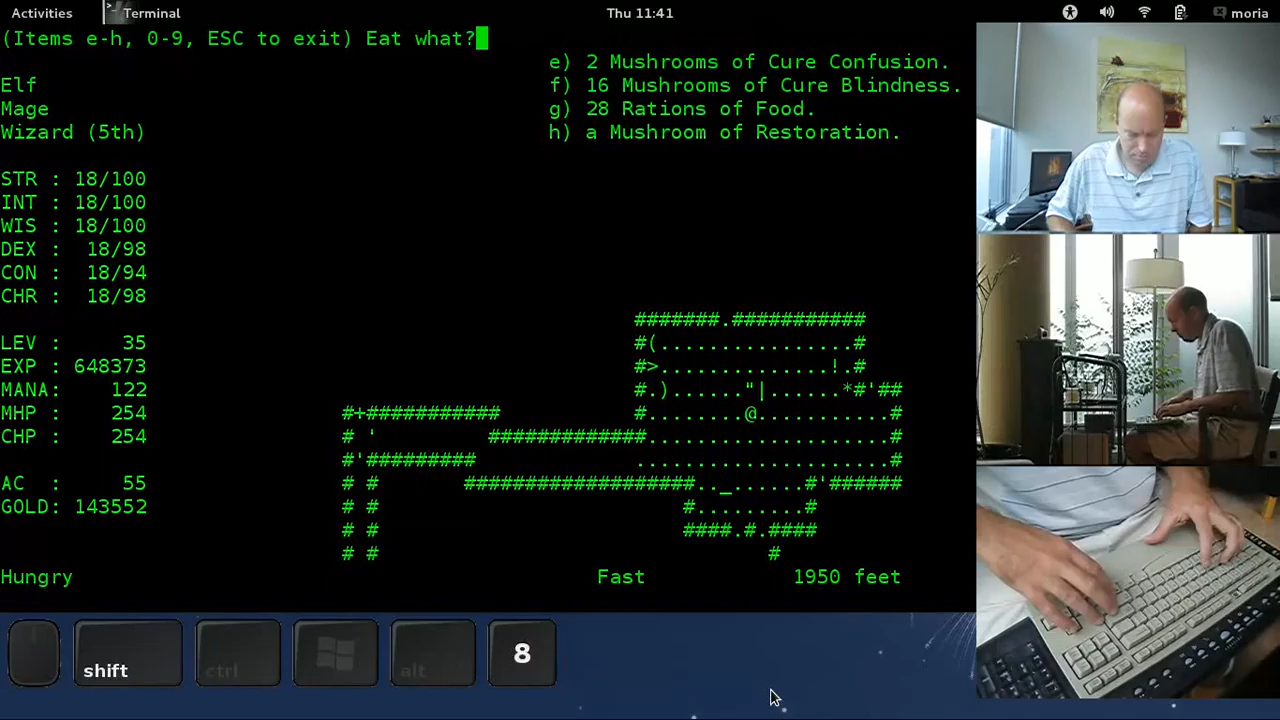 Activities Terminal Thu 11:41 moria
(Items e-h, 0-9, ESC to exit) Eat what?
e) 2 Mushrooms of Cure Confusion.
Elf f) 16 Mushrooms of Cure Blindness.
Mage g) 28 Rations of Food.
Wizard (5th) h) a Mushroom of Restoration.
STR : 18/100
INT : 18/100
WIS : 18/100
DEX : 18/98
CON : 18/94
CHR : 18/98
#######.###########
LEV : 35 #(................#
EXP : 648373 #>..............!.#
MANA: 122 #.)......"|......*#'##
MHP : 254 #+########### #........@...........#
CHP : 254 # ' #############....................#
#'######### .....................#
AC : 55 # # ###################.._......#'######
GOLD: 143552 # # #.........#
# # ####.#.####
# # #
Hungry Fast 1950 feet
shift ctrl alt 8